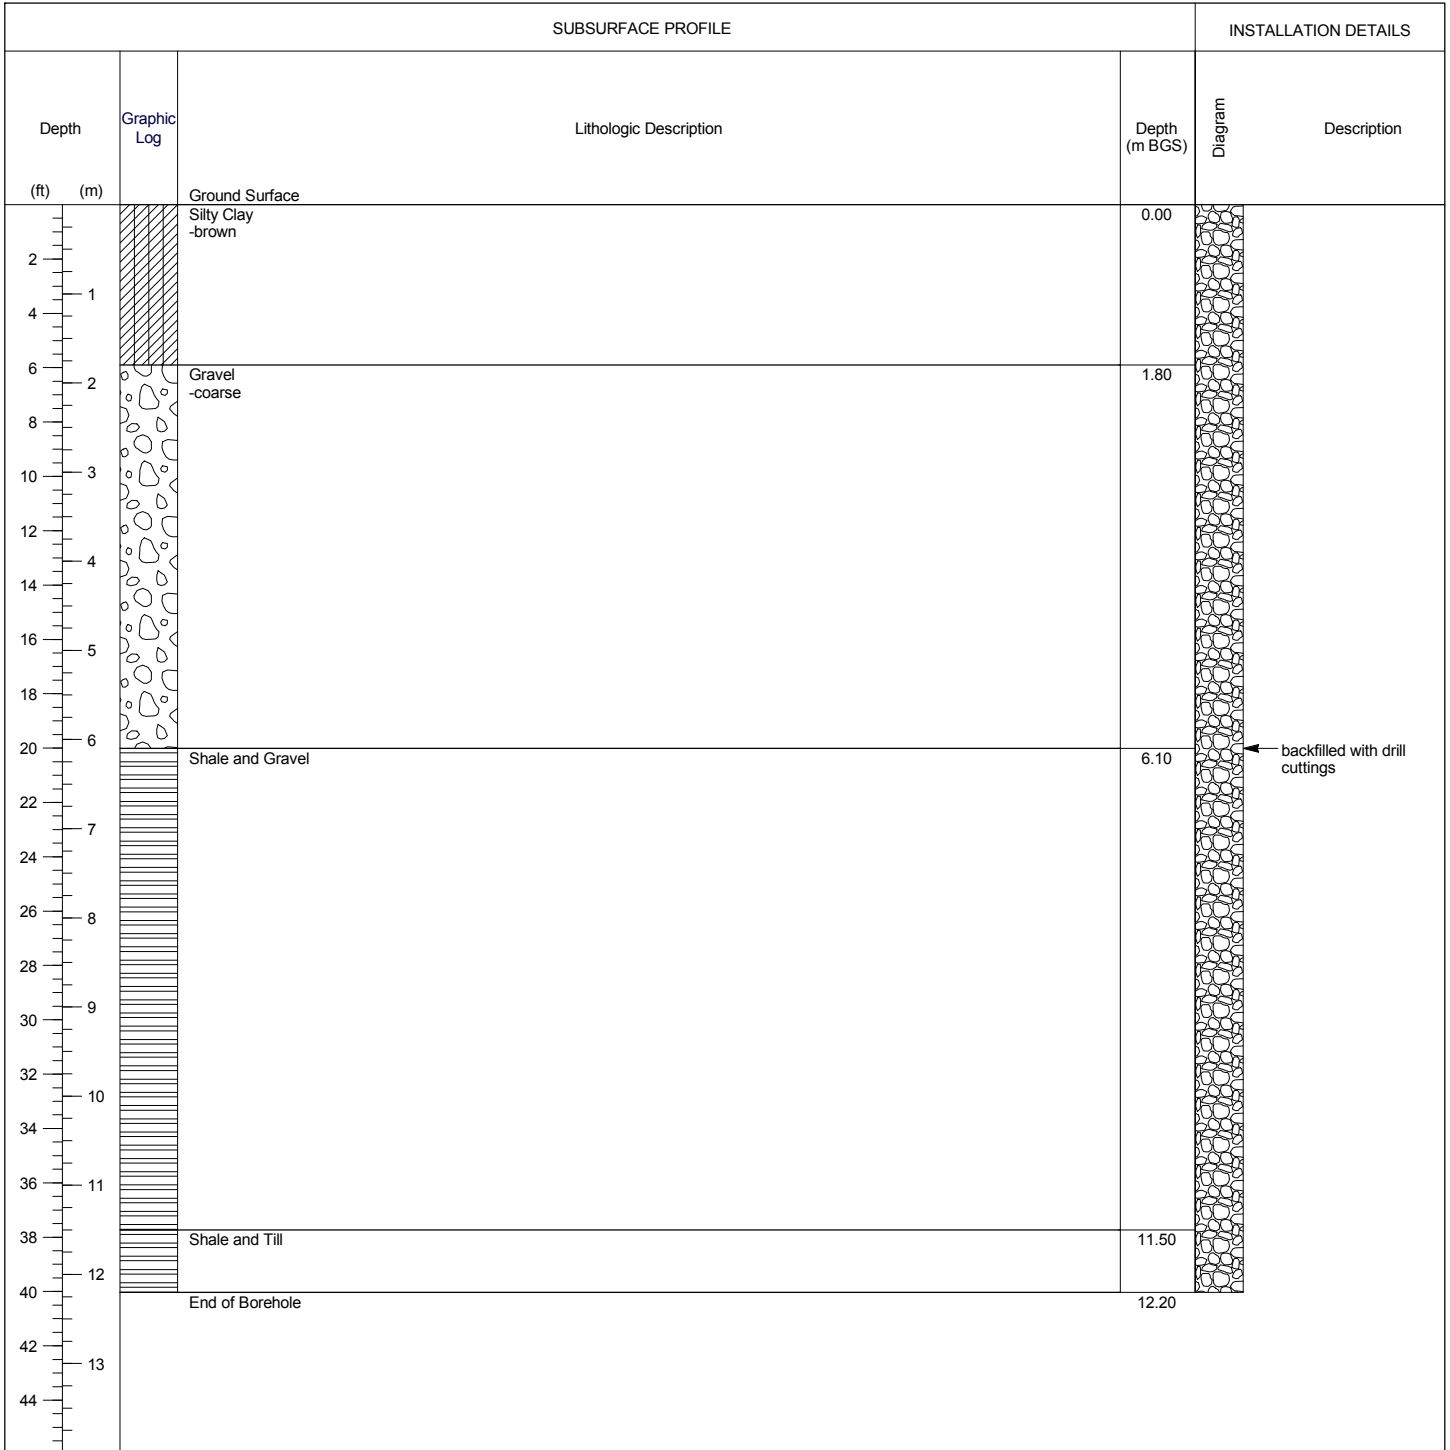 SUBSURFACE PROFILE
INSTALLATION DETAILS
Depth
Graphic
Log
Lithologic Description
Depth
(m BGS)
Diagram
Description
(ft)
(m)
Ground Surface
Silty Clay
-brown
0.00
2
1
4
6
Gravel
-coarse
1.80
2
8
10
3
12
4
14
16
5
18
6
20
Shale and Gravel
6.10
backfilled with drill
cuttings
22
7
24
26
8
28
9
30
32
10
34
36
11
38
Shale and Till
11.50
12
40
End of Borehole
12.20
42
13
44